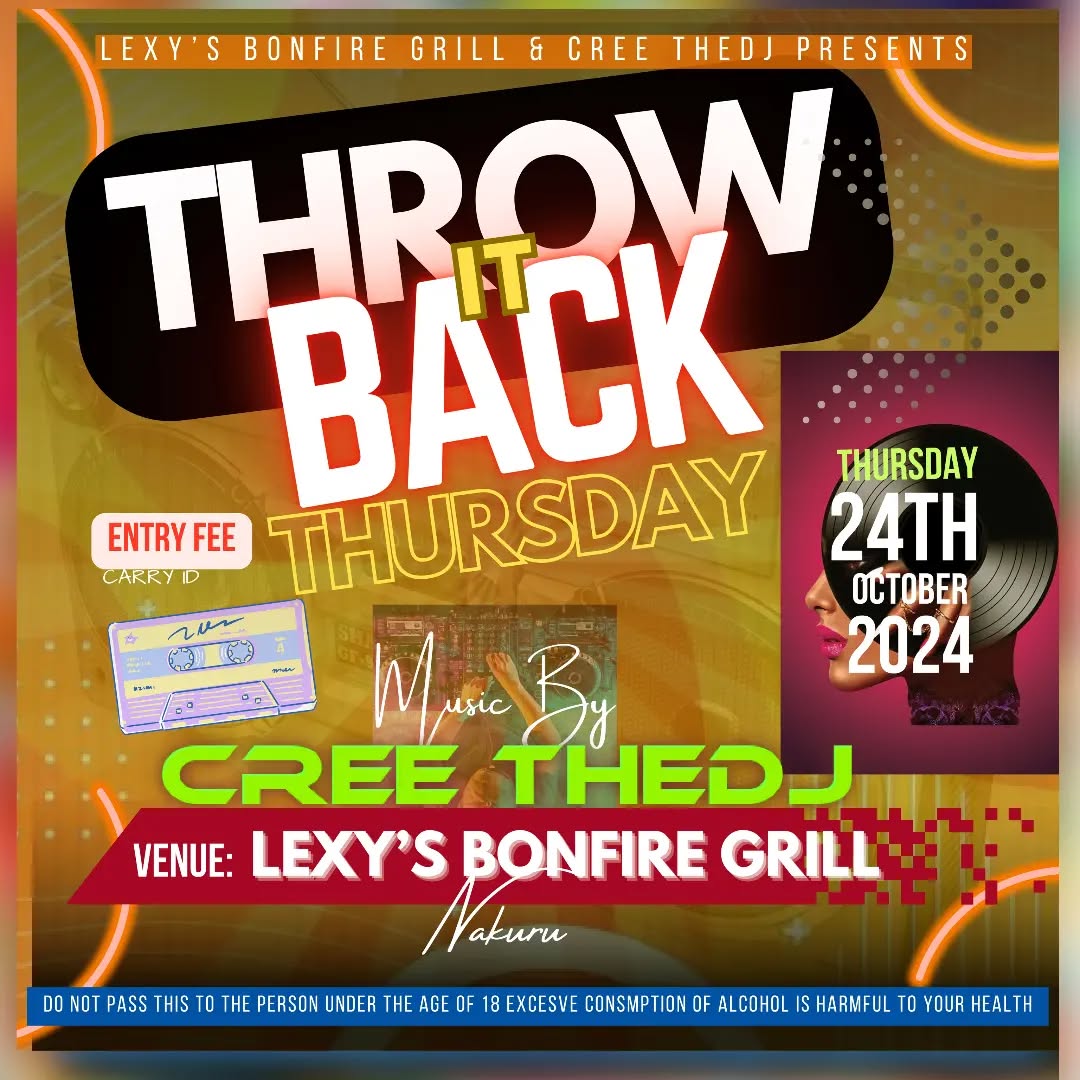 LEXY'S BONFIRE GRILL & CREE THEDJ PRESENTS
THROW
IT
BACK
THURSDAY
THURSDAY
24TH
OCTOBER
2024
ENTRY FEE
CARRY ID
Music By
CREE THEDJ
VENUE: LEXY'S BONFIRE GRILL
Nakuru
DO NOT PASS THIS TO THE PERSON UNDER THE AGE OF 18 EXCESVE CONSMPTION OF ALCOHOL IS HARMFUL TO YOUR HEALTH